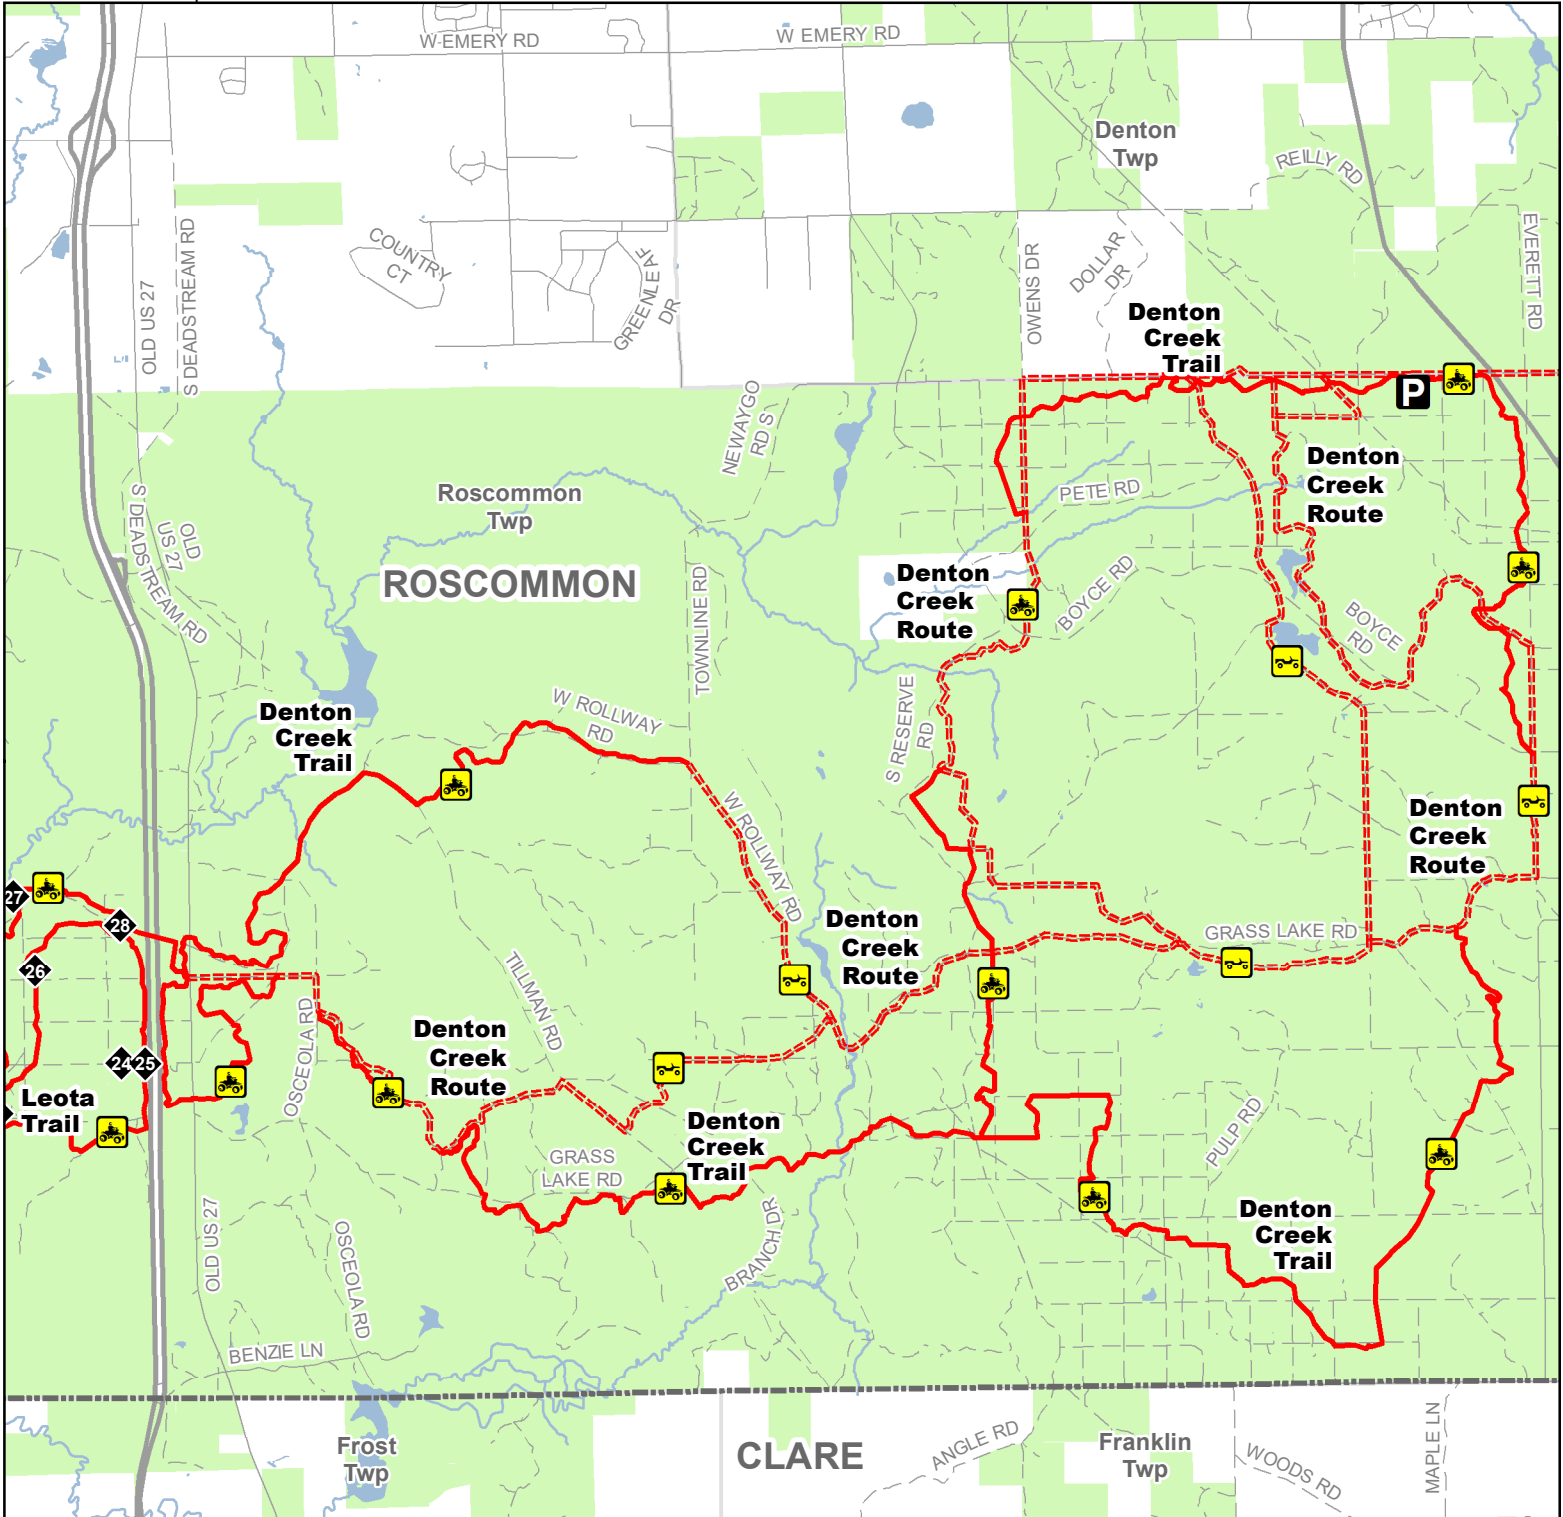 W EMERY RD
W EMERY RD
Denton
Twp
REILLY RD
EVERETT RD
COUNTRY
CT
GREENLEAF
DR
OLD US 27
S DEADSTREAM RD
OWENS DR
DOLLAR
DR
Denton
Creek
Trail
P
NEWAYGO
RD S
Denton
Creek
Route
Roscommon
Twp
PETE RD
S DEADSTREAM RD
OLD
US 27
ROSCOMMON
TOWNLINE RD
Denton
Creek
Route
BOYCE RD
BOYCE
RD
W ROLLWAY
RD
S RESERVE
RD
Denton
Creek
Trail
W ROLLWAY RD
Denton
Creek
Route
27
28
26
Denton
Creek
Route
GRASS LAKE RD
TILLMAN RD
OSCEOLA RD
Denton
Creek
Route
24
25
Leota
Trail
Denton
Creek
Trail
GRASS
LAKE RD
PULP RD
Denton
Creek
Trail
OLD US 27
OSCEOLA RD
BRANCH DR
BENZIE LN
Frost
Twp
CLARE
ANGLE RD
Franklin
Twp
WOODS RD
MAPLE LN